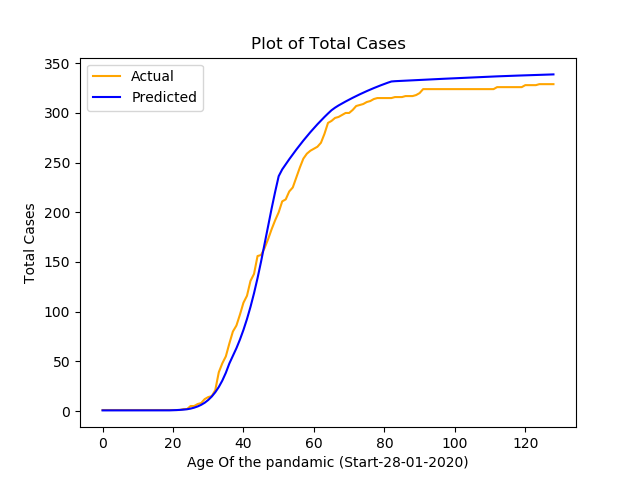 Plot of Total Cases
Actual
Predicted
350
300
250
200
150
100
50
0
Total Cases
0 20 40 60 80 100 120
Age Of the pandamic (Start-28-01-2020)